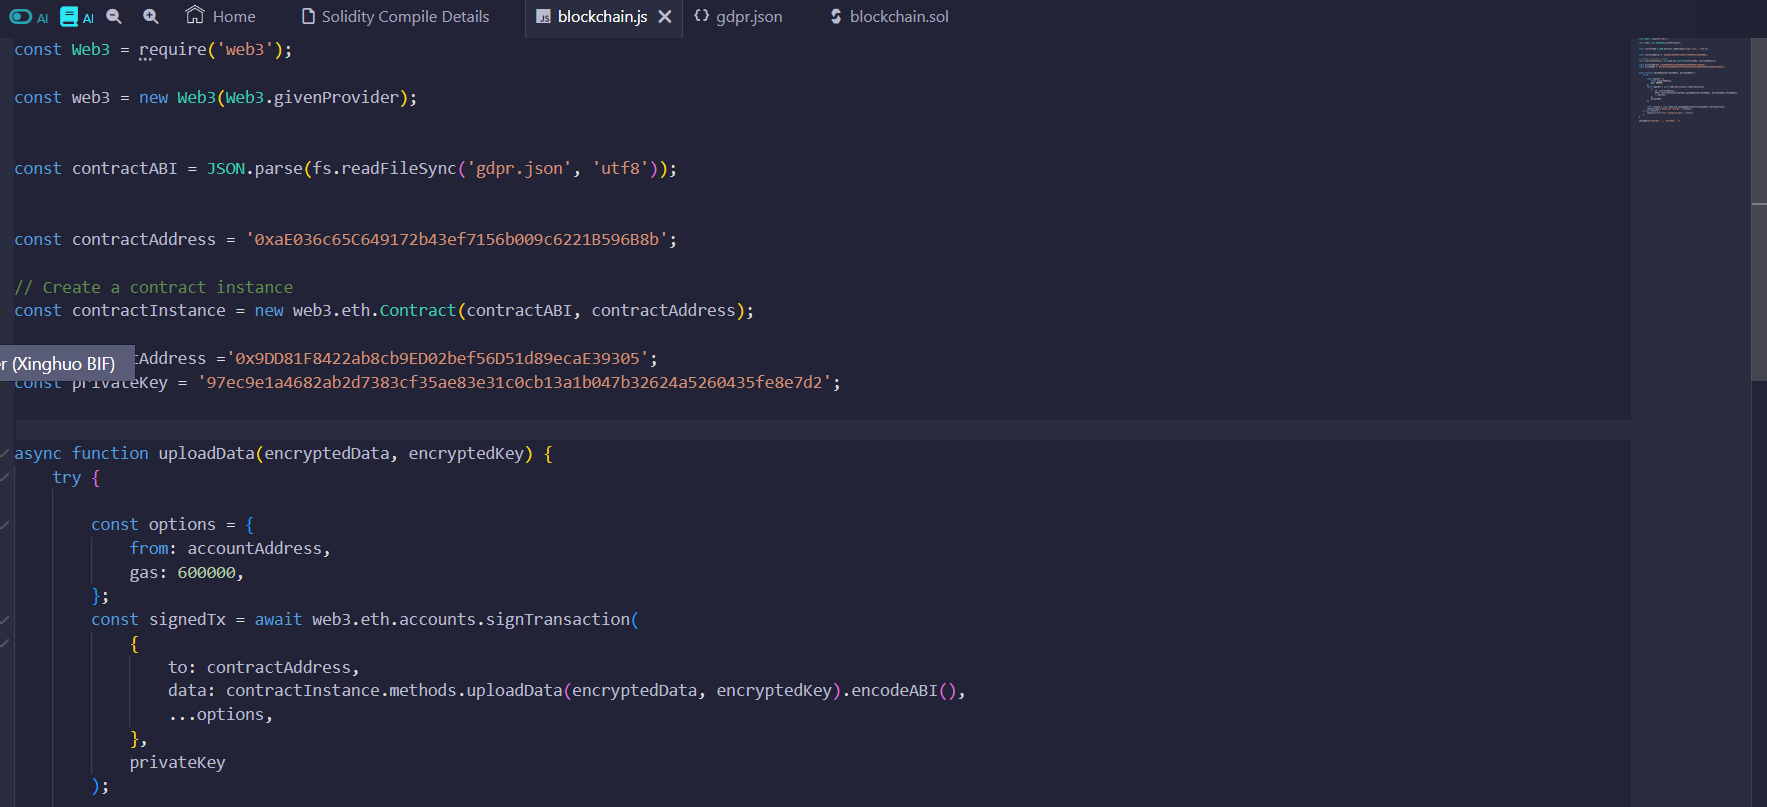 AI AI Home Solidity Compile Details JS blockchain.js gdpr.json blockchain.sol
const Web3 = require('web3');
const web3 = new Web3(Web3.givenProvider);
const contractABI = JSON.parse(fs.readFileSync('gdpr.json', 'utf8'));
const contractAddress = '0xaE036c65C649172b43ef7156b009c6221B596B8b';
// Create a contract instance
const contractInstance = new web3.eth.Contract(contractABI, contractAddress);
tAddress ='0x9DD81F8422ab8cb9ED02bef56D51d89ecaE39305';
r (Xinghuo BIF)
const privateKey = '97ec9e1a4682ab2d7383cf35ae83e31c0cb13a1b047b32624a5260435fe8e7d2';
async function uploadData(encryptedData, encryptedKey) {
try {
const options = {
from: accountAddress,
gas: 600000,
};
const signedTx = await web3.eth.accounts.signTransaction(
{
to: contractAddress,
data: contractInstance.methods.uploadData(encryptedData, encryptedKey).encodeABI(),
...options,
},
privateKey
);